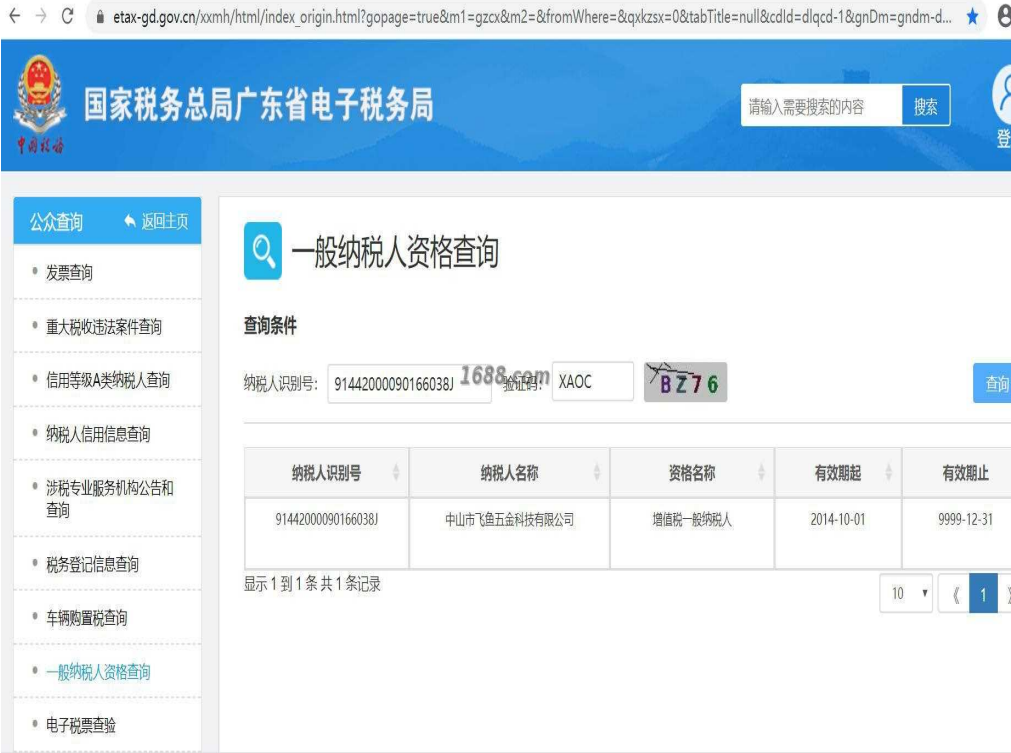 etax-gd.gov.cn/xxmh/html/index_origin.html?gopage=true&m1=gzcx&m2=&fromWhere=&qxkzsx=0&tabTitle=null&cdId=dlqcd-1&gnDm=gndm-d...
国家税务总局广东省电子税务局
请输入需要搜索的内容
搜索
登
中国税务
公众查询
返回主页
发票查询
重大税收违法案件查询
信用等级A类纳税人查询
纳税人信用信息查询
涉税专业服务机构公告和
查询
税务登记信息查询
车辆购置税查询
一般纳税人资格查询
电子税票查验
一般纳税人资格查询
查询条件
纳税人识别号: 91442000090166038J 验证码: XAOC BZ76 查询
1688.com
纳税人识别号 纳税人名称 资格名称 有效期起 有效期止
91442000090166038J 中山市飞鱼五金科技有限公司 增值税一般纳税人 2014-10-01 9999-12-31
显示 1 到 1 条 共 1 条记录
10 《 1 》